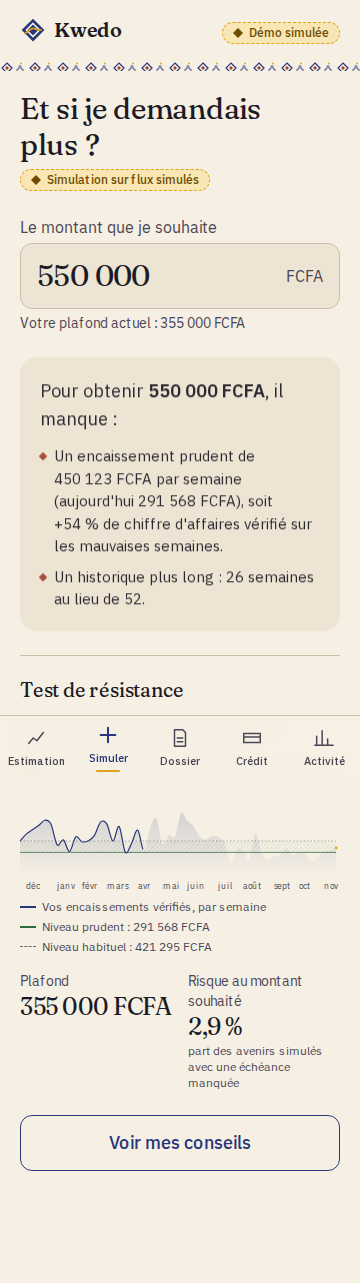 Kwedo
Démo simulée
Et si je demandais
plus ?
Simulation sur flux simulés
Le montant que je souhaite
550 000 FCFA
Votre plafond actuel : 355 000 FCFA
Pour obtenir 550 000 FCFA, il
manque :
Un encaissement prudent de
450 123 FCFA par semaine
(aujourd'hui 291 568 FCFA), soit
+54 % de chiffre d'affaires vérifié sur
les mauvaises semaines.
Un historique plus long : 26 semaines
au lieu de 52.
Test de résistance
Estimation Simuler Dossier Crédit Activité
déc janv févr mars avr mai juin juil août sept oct nov
Vos encaissements vérifiés, par semaine
Niveau prudent : 291 568 FCFA
Niveau habituel : 421 295 FCFA
Plafond
355 000 FCFA
Risque au montant
souhaité
2,9 %
part des avenirs simulés
avec une échéance
manquée
Voir mes conseils